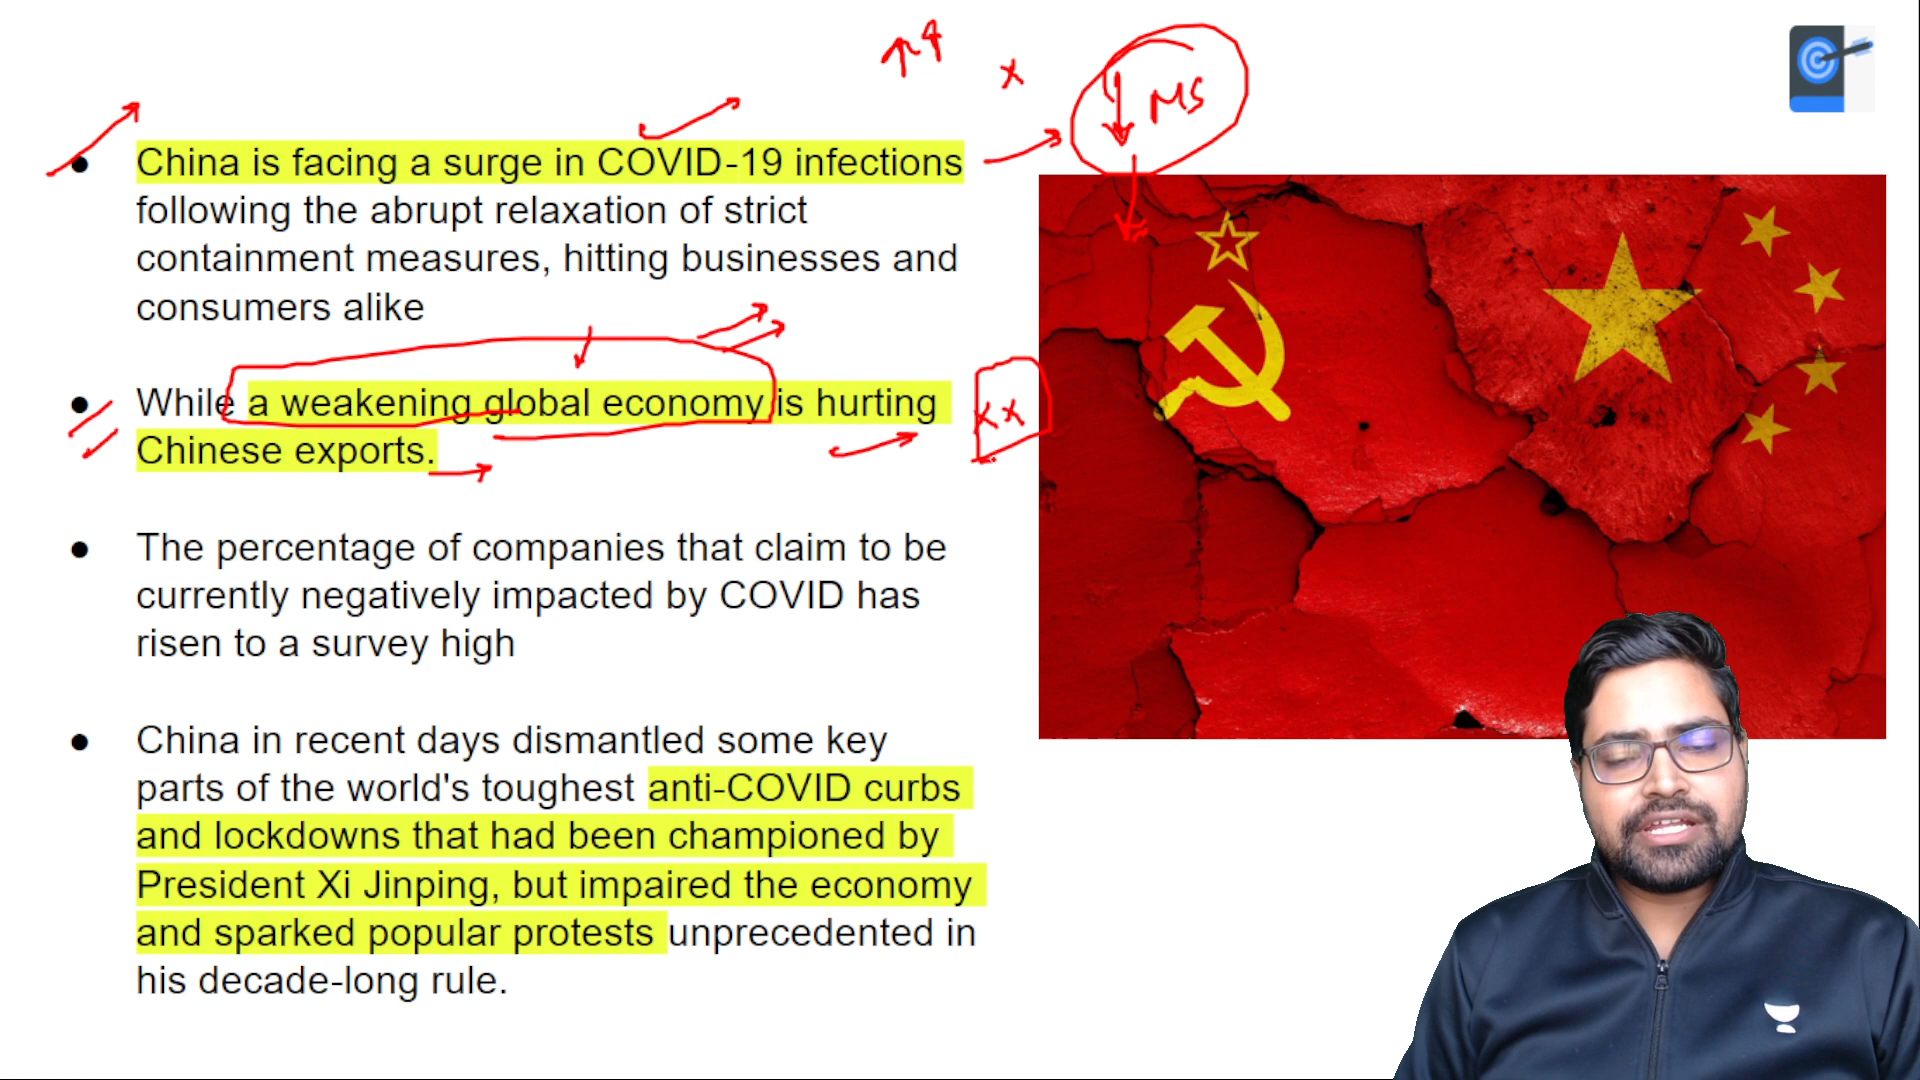 MS
China is facing a surge in COVID-19 infections
following the abrupt relaxation of strict
containment measures, hitting businesses and
consumers alike
While a weakening global economy is hurting
Chinese exports.
xx
The percentage of companies that claim to be
currently negatively impacted by COVID has
risen to a survey high
China in recent days dismantled some key
parts of the world's toughest anti-COVID curbs
and lockdowns that had been championed by
President Xi Jinping, but impaired the economy
and sparked popular protests unprecedented in
his decade-long rule.